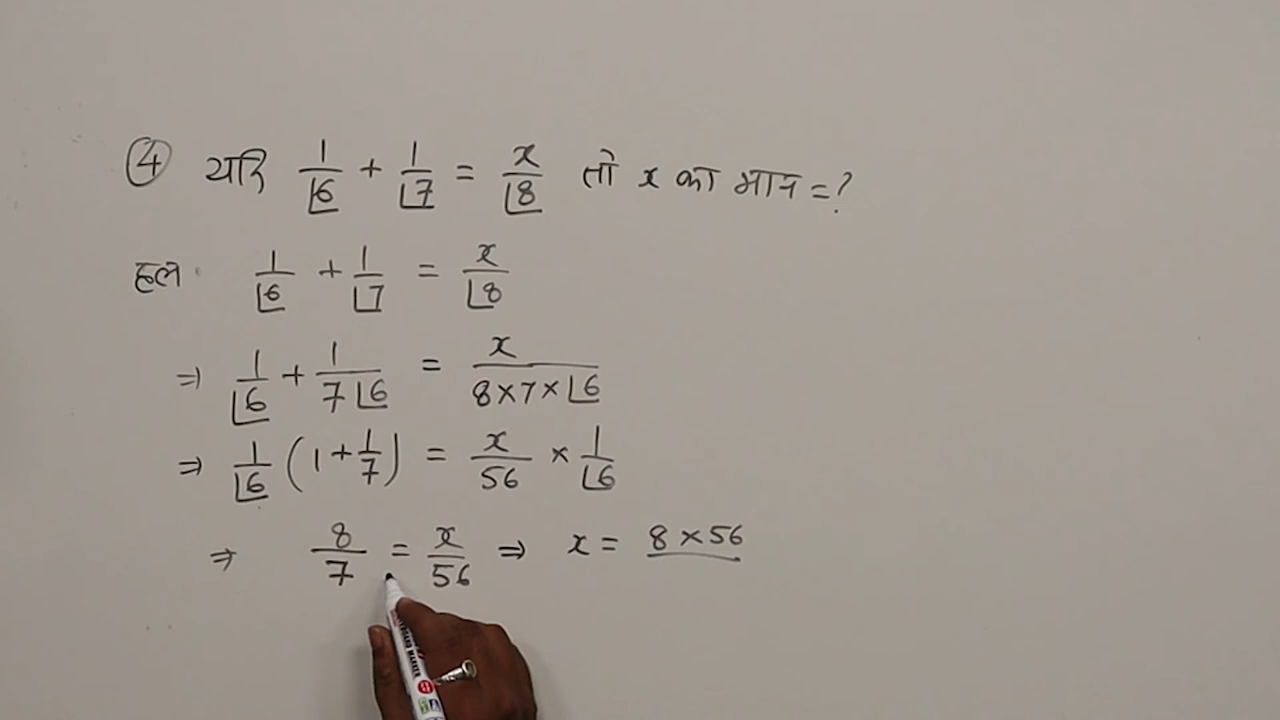 ④ यदि 1/⌊6 + 1/⌊7 = x/⌊8 तो x का मान = ?
हल 1/⌊6 + 1/⌊7 = x/⌊8
⇒ 1/⌊6 + 1/7⌊6 = x/8×7×⌊6
⇒ 1/⌊6 (1 + 1/7) = x/56 × 1/⌊6
⇒ 8/7 = x/56 ⇒ x = 8×56